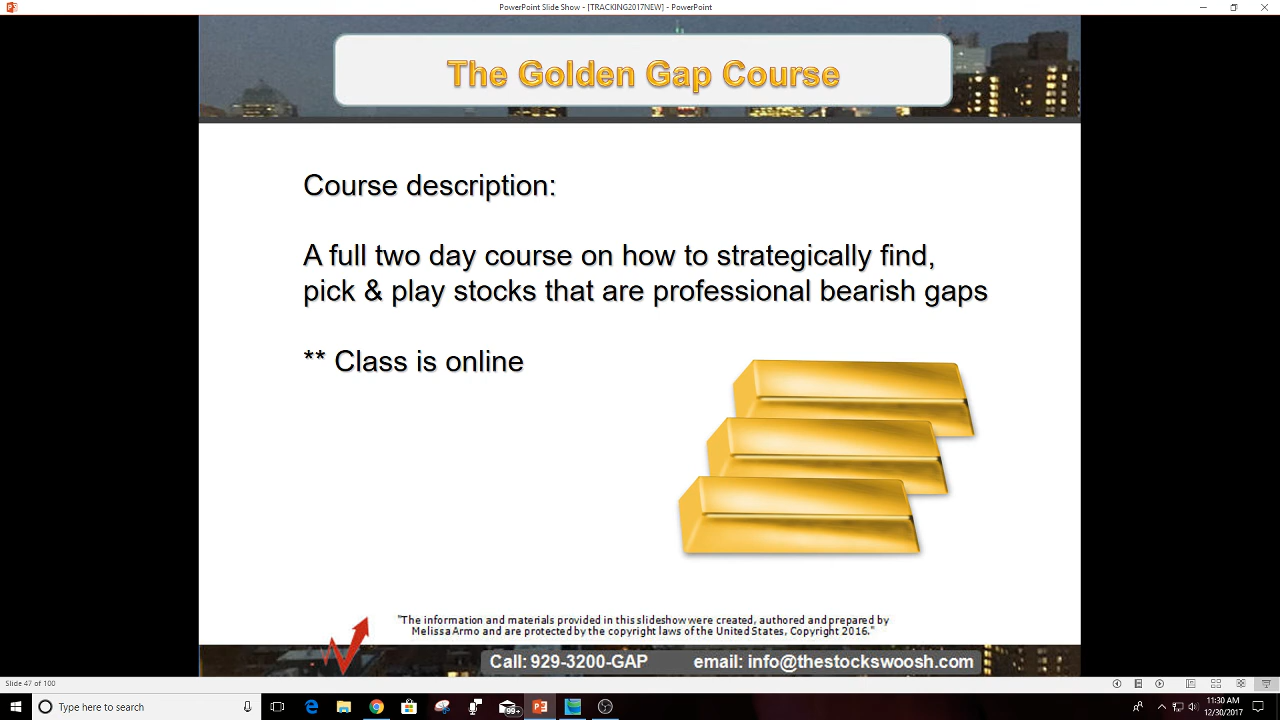 PowerPoint Slide Show - [TRACKING2017NEW] - PowerPoint
The Golden Gap Course
Course description:
A full two day course on how to strategically find,
pick & play stocks that are professional bearish gaps
** Class is online
"The information and materials provided in this slideshow were created, authored and prepared by
Melissa Armo and are protected by the copyright laws of the United States, Copyright 2016."
Call: 929-3200-GAP email: info@thestockswoosh.com
Slide 47 of 100
Type here to search
99+
11:30 AM
12/30/2017